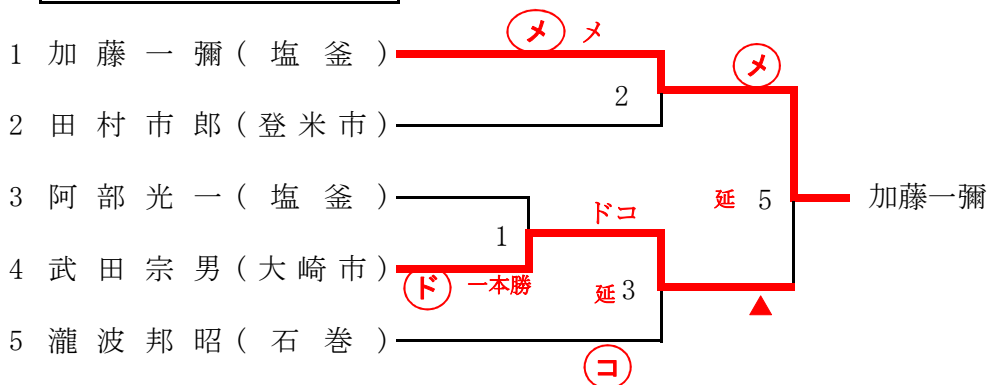 メ メ
1 加藤一彌(塩釜)
メ
2
2 田村市郎(登米市)
3 阿部光一(塩釜)
延 5 加藤一彌
ドコ
1
4 武田宗男(大崎市)
ド 一本勝
延 3
▲
5 瀧波邦昭(石巻)
コ